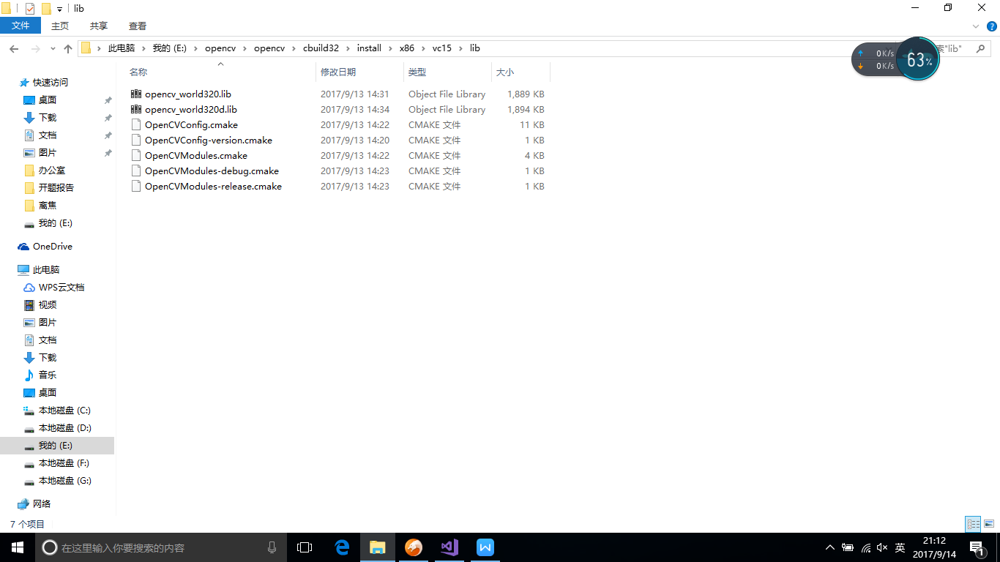 lib
文件 主页 共享 查看
此电脑 我的 (E:) opencv opencv cbuild32 install x86 vc15 lib "lib"
0K/s
0K/s
63%
名称 修改日期 类型 大小
opencv_world320.lib 2017/9/13 14:31 Object File Library 1,889 KB
opencv_world320d.lib 2017/9/13 14:34 Object File Library 1,894 KB
OpenCVConfig.cmake 2017/9/13 14:22 CMAKE 文件 11 KB
OpenCVConfig-version.cmake 2017/9/13 14:20 CMAKE 文件 1 KB
OpenCVModules.cmake 2017/9/13 14:22 CMAKE 文件 4 KB
OpenCVModules-debug.cmake 2017/9/13 14:23 CMAKE 文件 1 KB
OpenCVModules-release.cmake 2017/9/13 14:23 CMAKE 文件 1 KB
快速访问
桌面
下载
文档
图片
办公室
开题报告
离焦
我的 (E:)
OneDrive
此电脑
WPS云文档
视频
图片
文档
下载
音乐
桌面
本地磁盘 (C:)
本地磁盘 (D:)
我的 (E:)
本地磁盘 (F:)
本地磁盘 (G:)
网络
7 个项目
在这里输入你要搜索的内容
英
21:12
2017/9/14
1